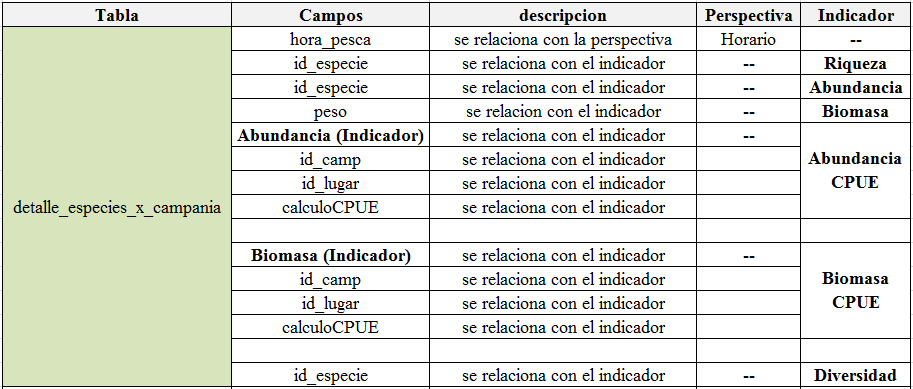 Tabla Campos descripcion Perspectiva Indicador
hora_pesca se relaciona con la perspectiva Horario --
id_especie se relaciona con el indicador -- Riqueza
id_especie se relaciona con el indicador -- Abundancia
peso se relacion con el indicador -- Biomasa
Abundancia (Indicador) se relaciona con el indicador --
id_camp se relaciona con el indicador Abundancia
id_lugar se relaciona con el indicador CPUE
detalle_especies_x_campania calculoCPUE se relaciona con el indicador
Biomasa (Indicador) se relaciona con el indicador --
id_camp se relaciona con el indicador Biomasa
id_lugar se relaciona con el indicador CPUE
calculoCPUE se relaciona con el indicador
id_especie se relaciona con el indicador -- Diversidad